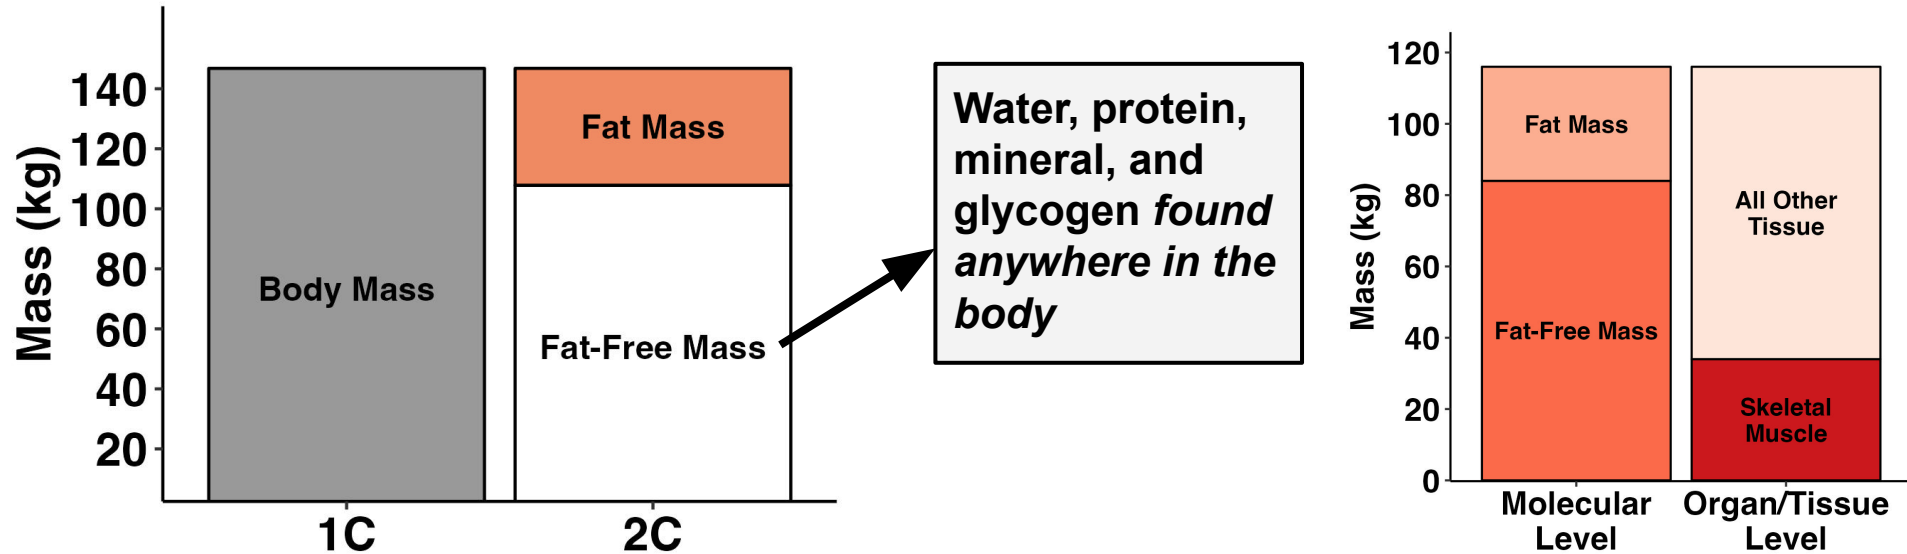 Mass (kg)
140
120
100
80
60
40
20
Body Mass
Fat Mass
Fat-Free Mass
1C
2C
Water, protein,
mineral, and
glycogen found
anywhere in the
body
Mass (kg)
120
100
80
60
40
20
0
Fat Mass
Fat-Free Mass
All Other
Tissue
Skeletal
Muscle
Molecular
Level
Organ/Tissue
Level